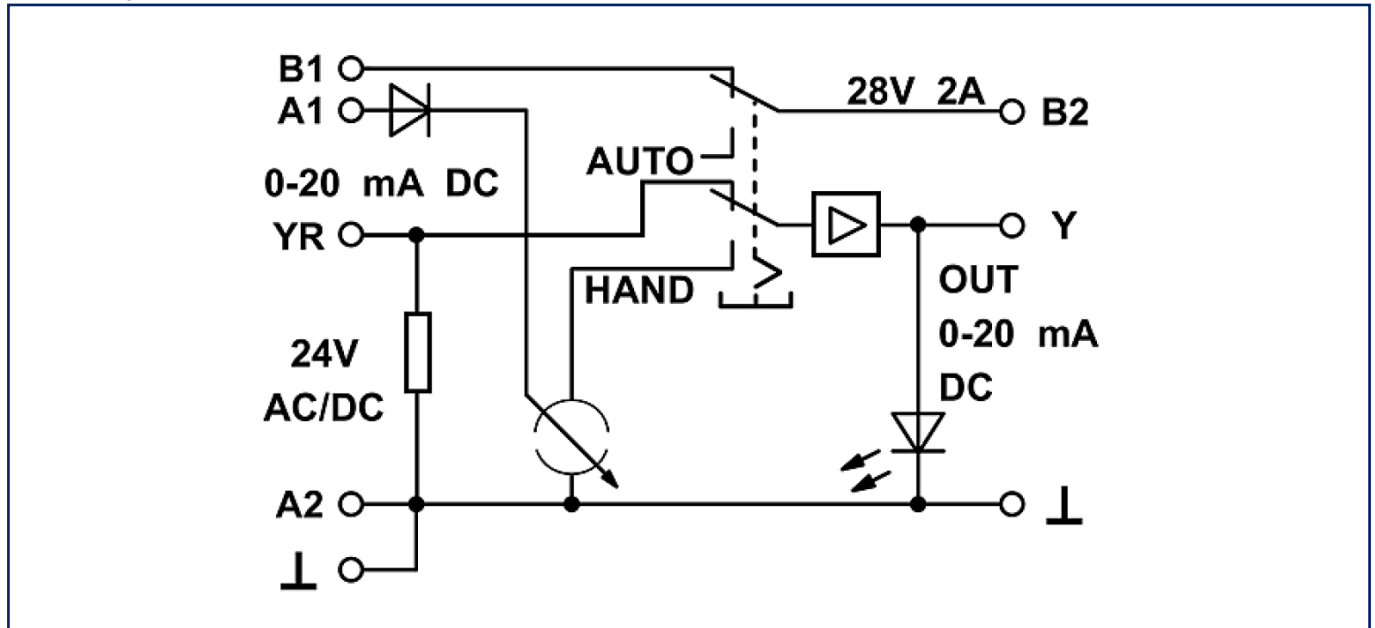 B1
A1
28V 2A
B2
AUTO
0-20 mA DC
YR
Y
HAND
OUT
0-20 mA
DC
24V
AC/DC
A2
⊥
⊥